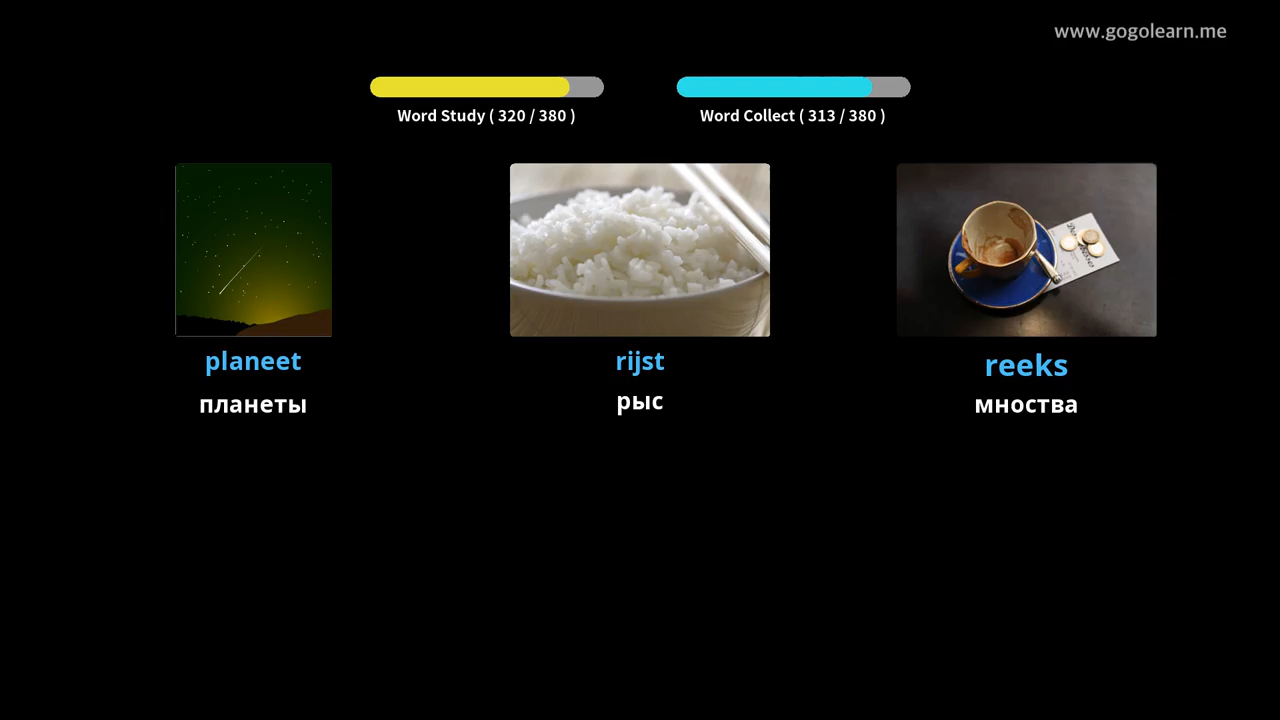 www.gogolearn.me
Word Study ( 320 / 380 )
Word Collect ( 313 / 380 )
planeet
rijst
reeks
планеты
рыс
мноства